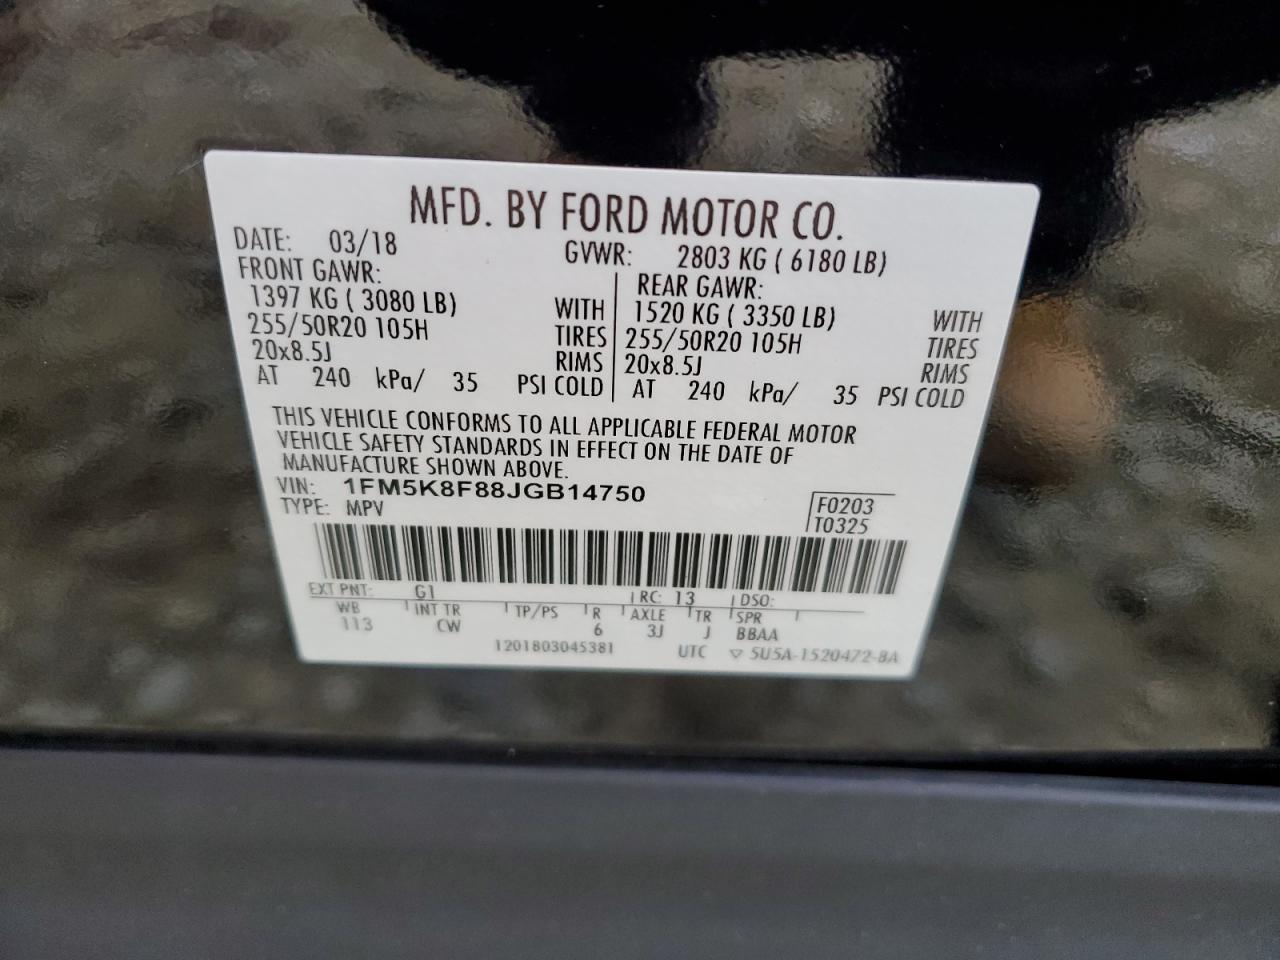 MFD. BY FORD MOTOR CO.
DATE: 03/18 GVWR: 2803 KG ( 6180 LB)
FRONT GAWR: REAR GAWR:
1397 KG ( 3080 LB) WITH 1520 KG ( 3350 LB) WITH
255/50R20 105H TIRES 255/50R20 105H TIRES
20x8.5J RIMS 20x8.5J RIMS
AT 240 kPa/ 35 PSI COLD AT 240 kPa/ 35 PSI COLD
THIS VEHICLE CONFORMS TO ALL APPLICABLE FEDERAL MOTOR
VEHICLE SAFETY STANDARDS IN EFFECT ON THE DATE OF
MANUFACTURE SHOWN ABOVE.
VIN: 1FM5K8F88JGB14750
TYPE: MPV
F0203
T0325
EXT PNT: G1 RC: 13 DSO:
WB INT TR TP/PS R AXLE TR SPR
113 CW 6 3J J BBAA
1201803045381 UTC ▽ 5U5A-1520472-BA